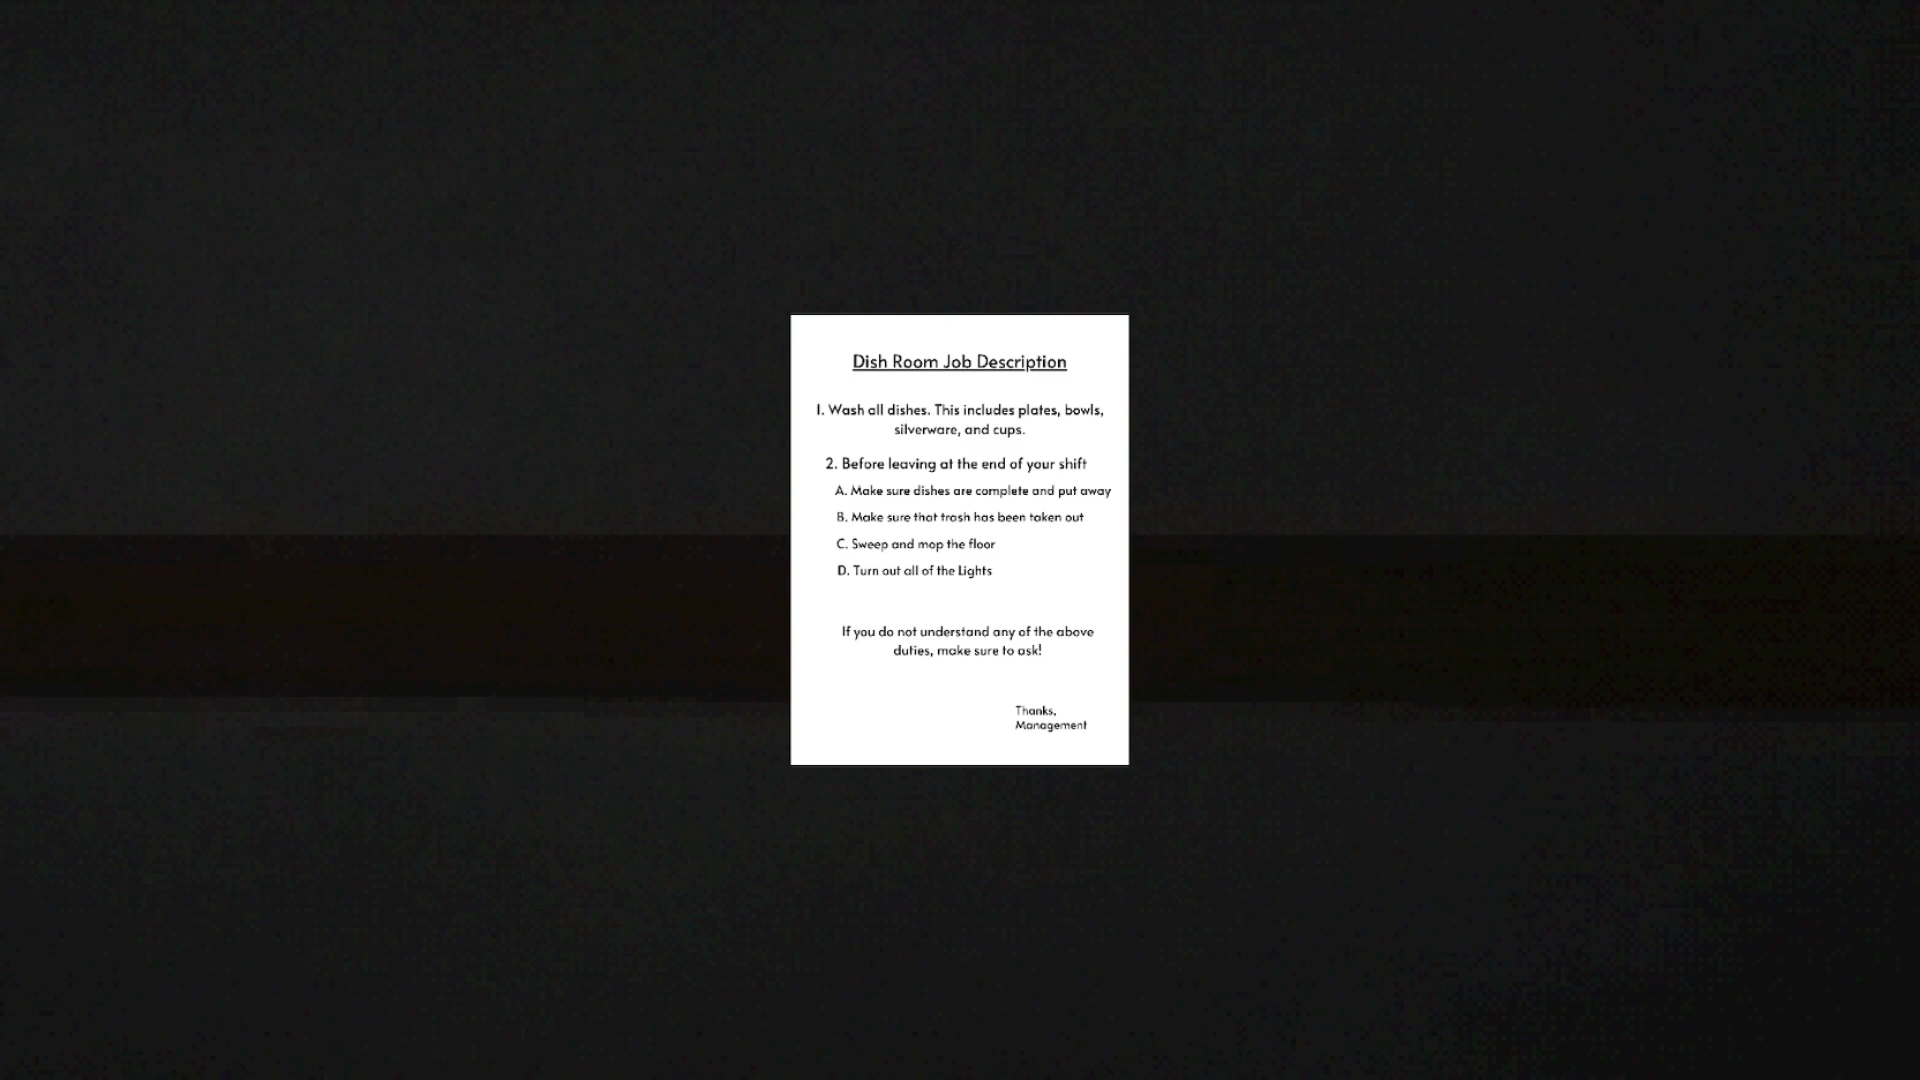 Dish Room Job Description
1. Wash all dishes. This includes plates, bowls,
silverware, and cups.
2. Before leaving at the end of your shift
A. Make sure dishes are complete and put away
B. Make sure that trash has been taken out
C. Sweep and mop the floor
D. Turn out all of the Lights
If you do not understand any of the above
duties, make sure to ask!
Thanks,
Management